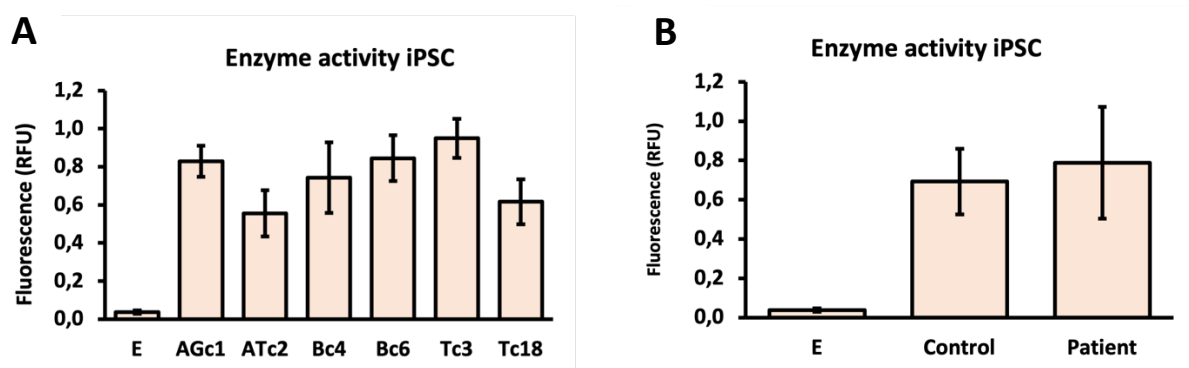 A
Enzyme activity iPSC
Fluorescence (RFU)
1,2
1,0
0,8
0,6
0,4
0,2
0,0
E AGc1 ATc2 Bc4 Bc6 Tc3 Tc18
B
Enzyme activity iPSC
Fluorescence (RFU)
1,2
1,0
0,8
0,6
0,4
0,2
0,0
E Control Patient